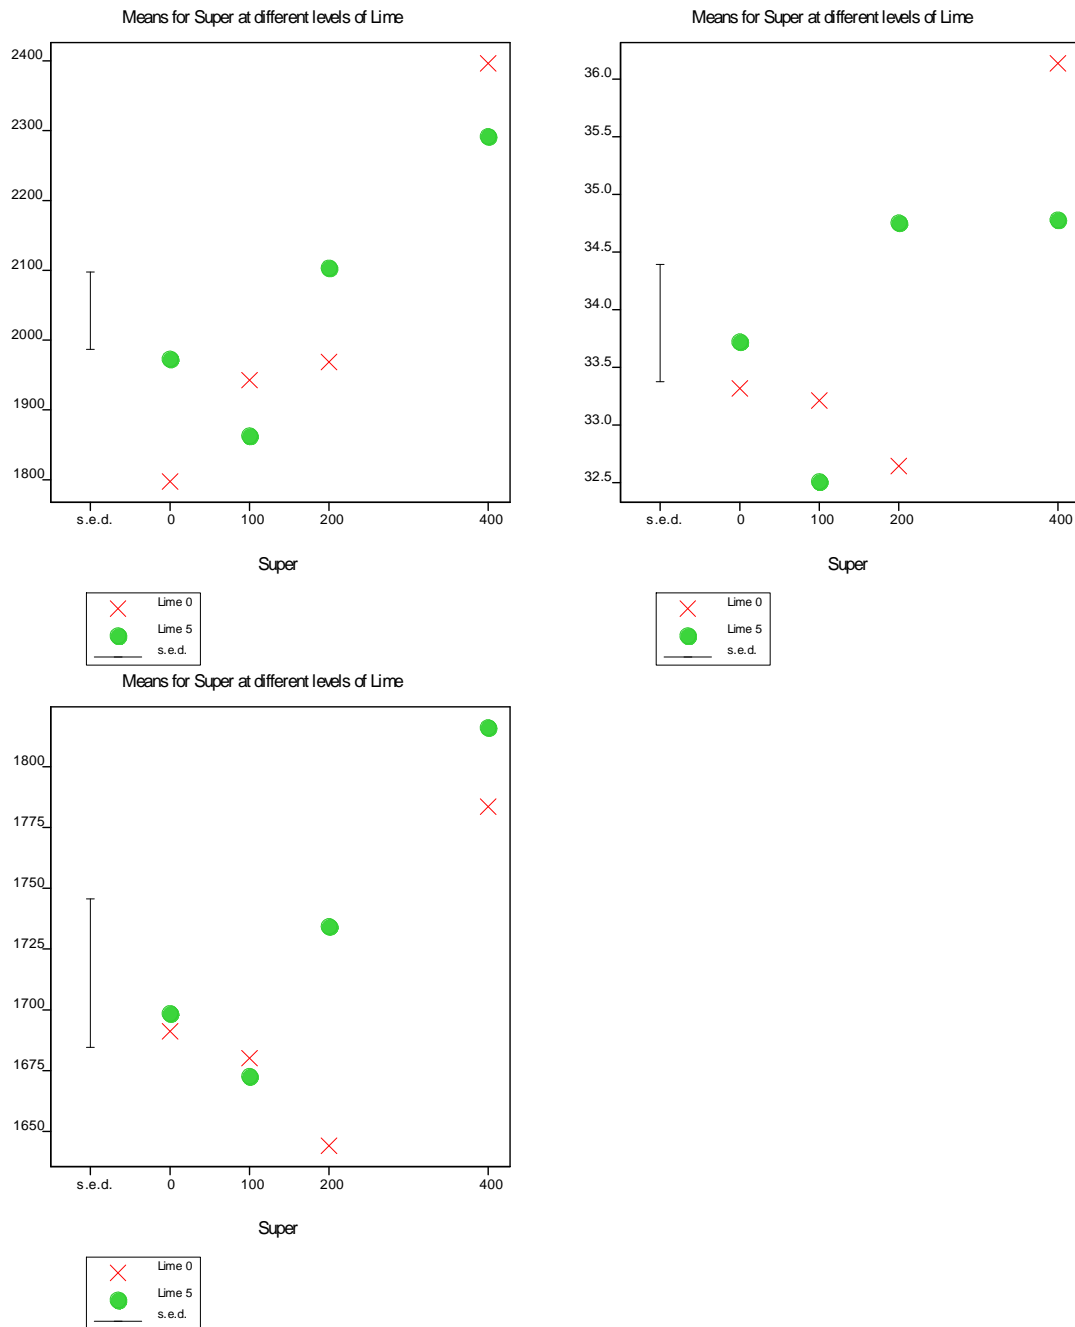 Means for Super at different levels of Lime
2400
2300
2200
2100
2000
1900
1800
s.e.d. 0 100 200 400
Super
Lime 0
Lime 5
s.e.d.
Means for Super at different levels of Lime
36.0
35.5
35.0
34.5
34.0
33.5
33.0
32.5
s.e.d. 0 100 200 400
Super
Lime 0
Lime 5
s.e.d.
Means for Super at different levels of Lime
1800
1775
1750
1725
1700
1675
1650
s.e.d. 0 100 200 400
Super
Lime 0
Lime 5
s.e.d.